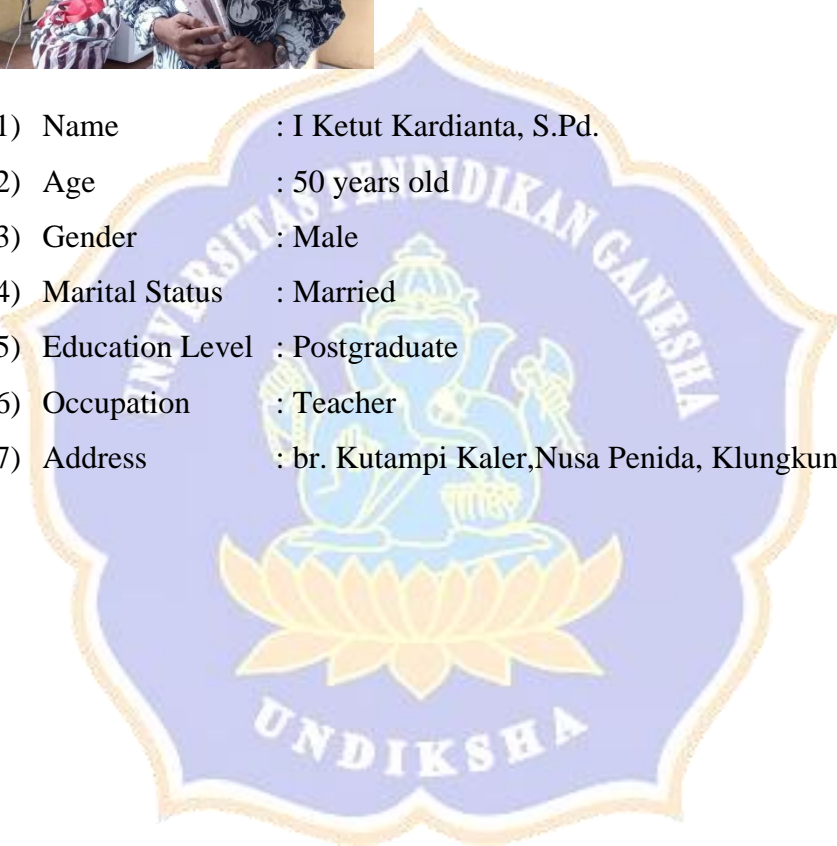 1) Name : I Ketut Kardianta, S.Pd.
2) Age : 50 years old
3) Gender : Male
4) Marital Status : Married
5) Education Level : Postgraduate
6) Occupation : Teacher
7) Address : br. Kutampi Kaler,Nusa Penida, Klungkun
UNIVERSITAS PENDIDIKAN GANESHA
UNDIKSHA